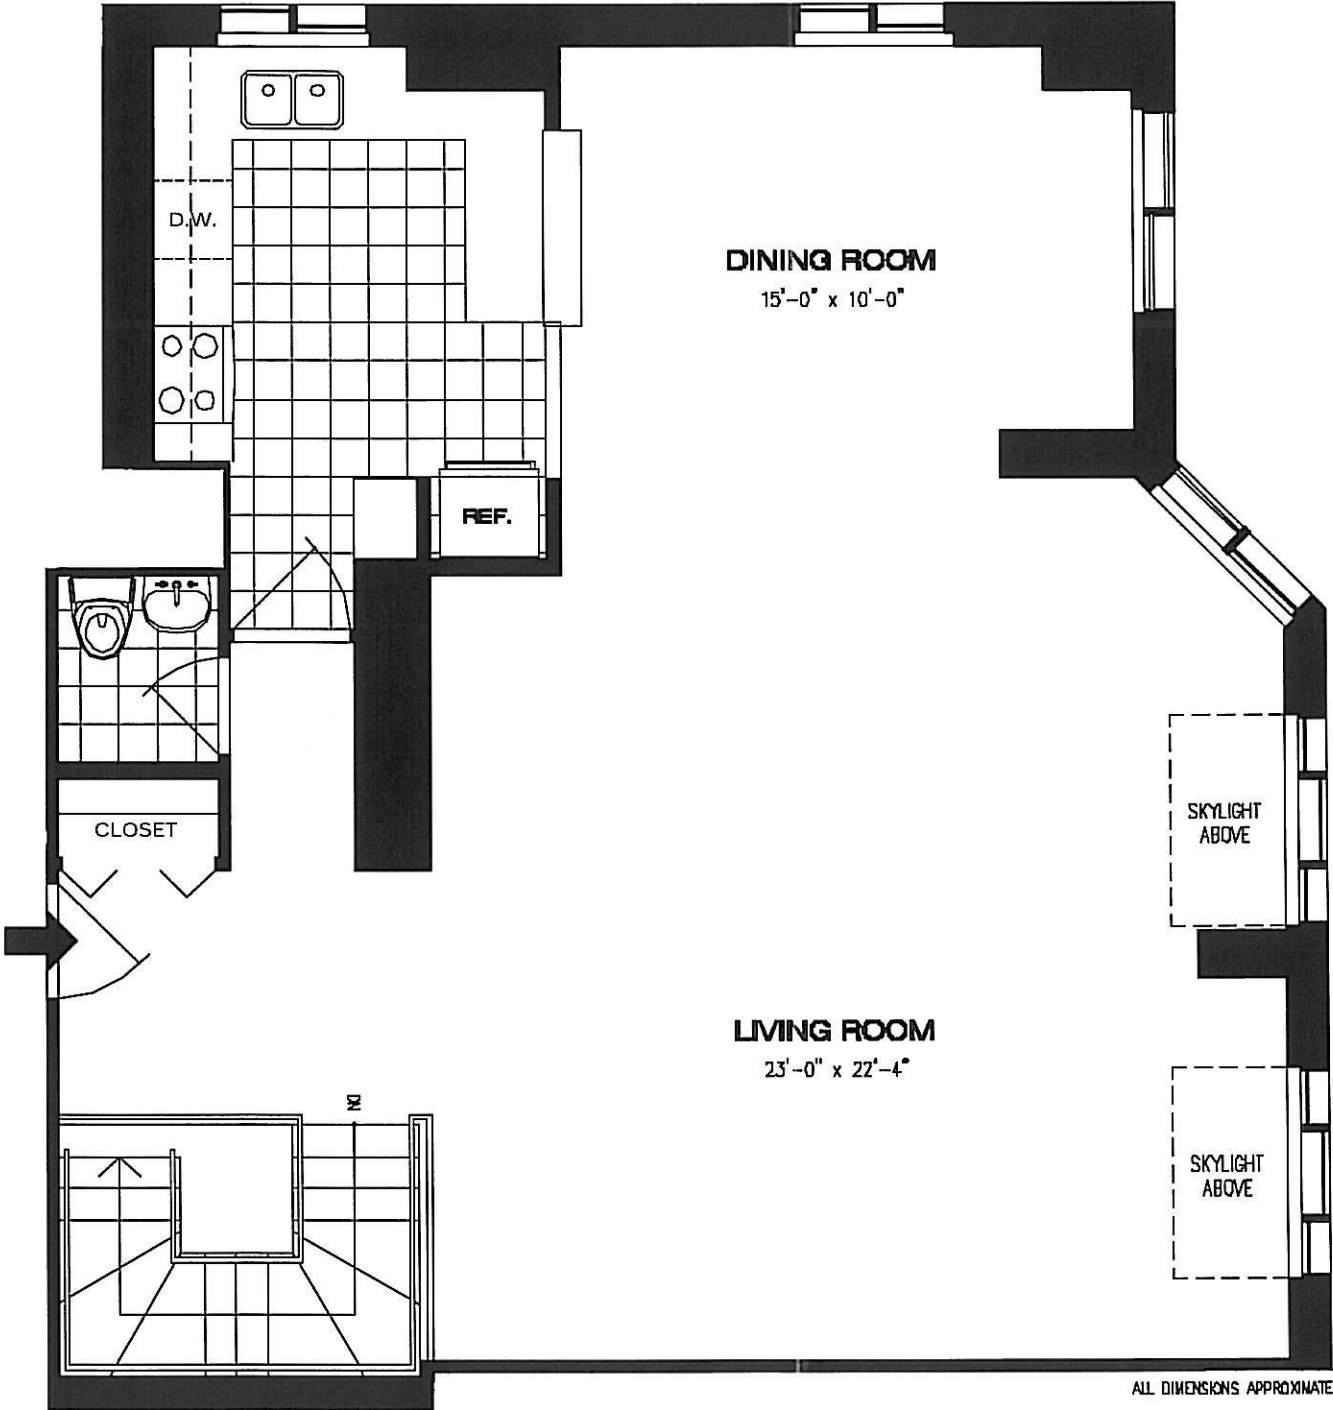 D.W.
DINING ROOM
15'-0" x 10'-0"
REF.
CLOSET
SKYLIGHT
ABOVE
LIVING ROOM
23'-0" x 22'-4"
DN
SKYLIGHT
ABOVE
ALL DIMENSIONS APPROXIMATE